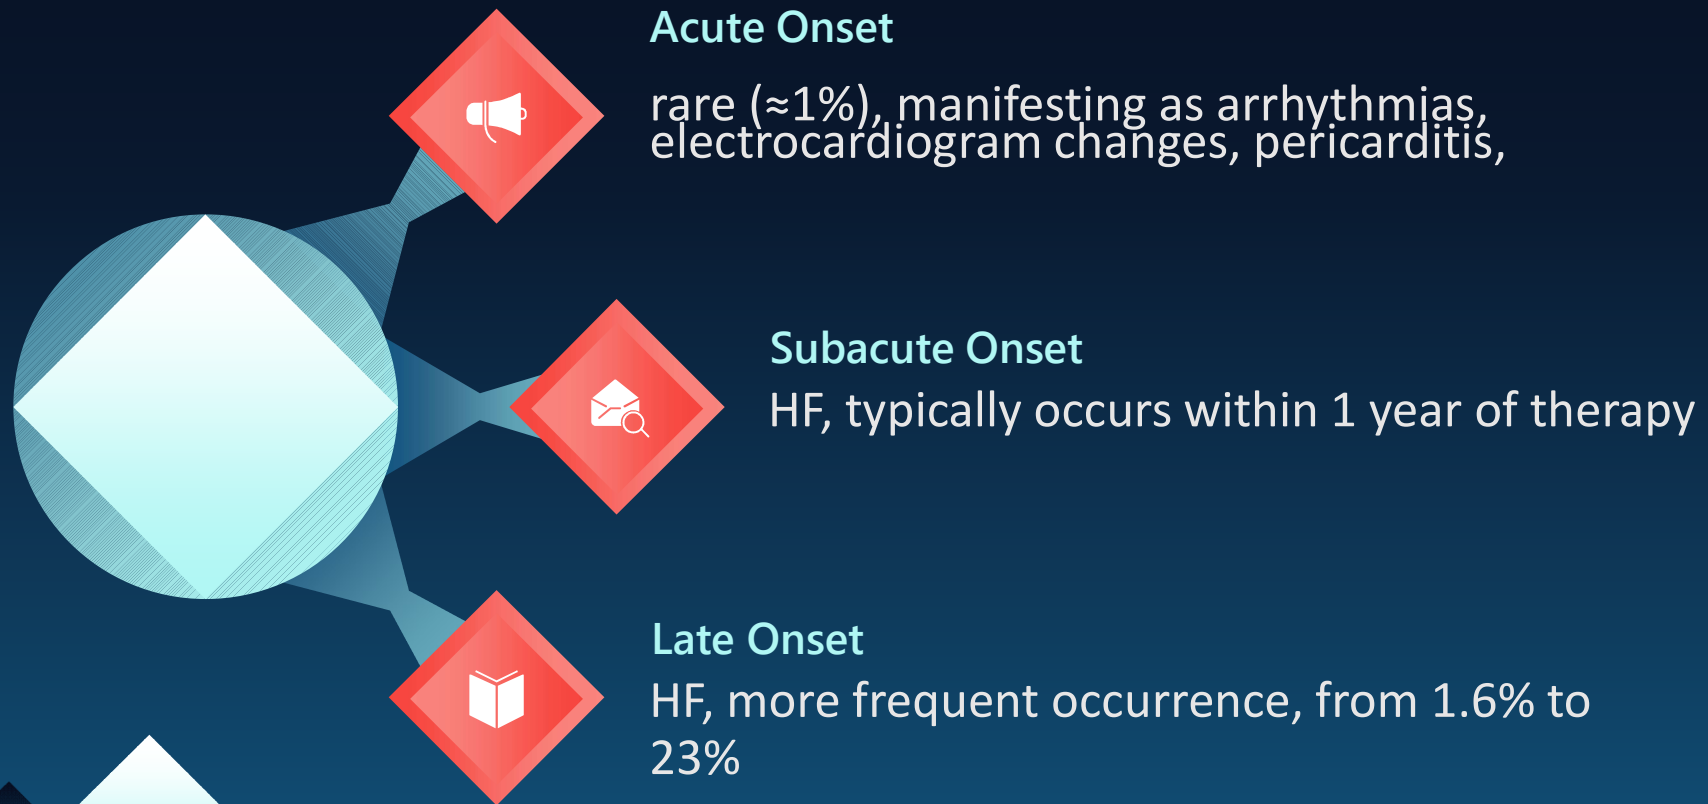 Acute Onset
rare (≈1%), manifesting as arrhythmias,
electrocardiogram changes, pericarditis,
Subacute Onset
HF, typically occurs within 1 year of therapy
Late Onset
HF, more frequent occurrence, from 1.6% to
23%